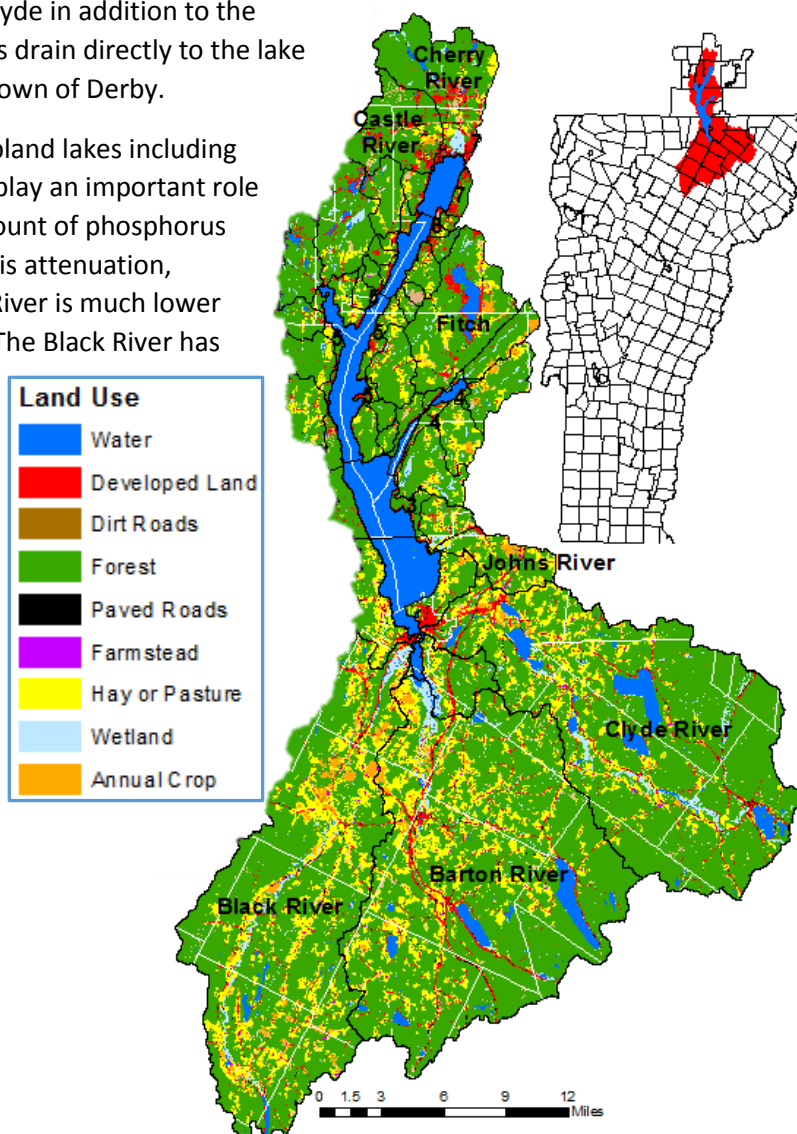 yde in addition to the
s drain directly to the lake
own of Derby.
land lakes including
play an important role
ount of phosphorus
is attenuation,
River is much lower
The Black River has
Cherry
River
Castle
River
Fitch
4
3
Johns River
Clyde River
Barton River
Black River
Land Use
Water
Developed Land
Dirt Roads
Forest
Paved Roads
Farmstead
Hay or Pasture
Wetland
Annual Crop
0 1.5 3 6 9 12
Miles